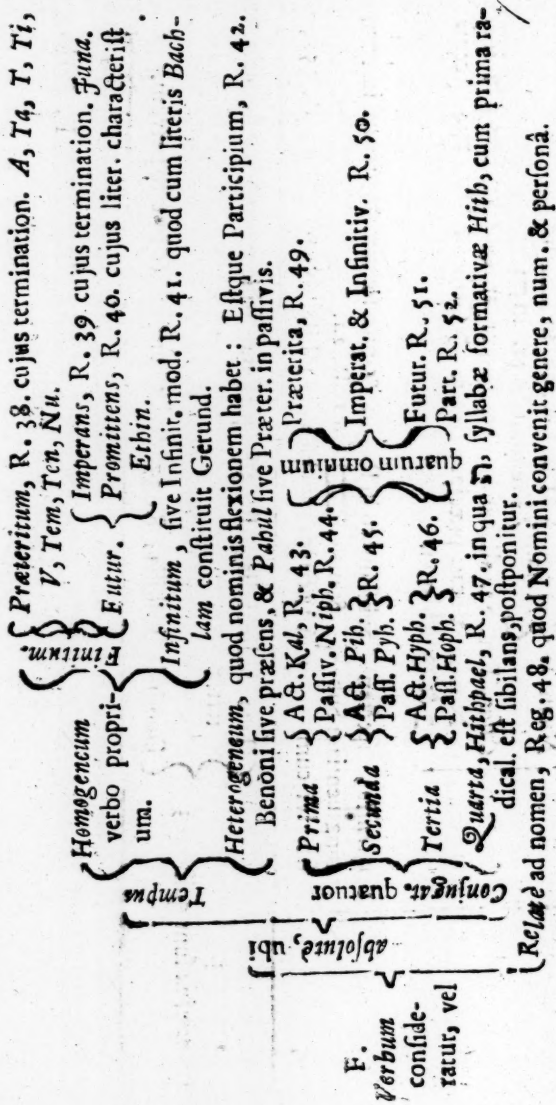 F.
Verbum
conſide-
ratur, vel
abſolutè, ubi
Tempus
Homogeneum
verbo propri-
um.
Finitum.
Præteritum, R. 38. cujus termination. A, Ta, T, Ti,
V, Tem, Ten, Nu.
Futur.
Imperans, R. 39 cujus termination. Juna.
Promittens, R. 40. cujus liter. characteriſt
Ethin.
Infinitum, ſive Infinit. mod. R. 41. quod cum literis Bach-
lam conſtituit Gerund.
Heterogeneum, quod nominis flexionem habet: Eſtque Participium, R. 42.
Benòni ſive præſens, & Pahil ſive Præter. in paſſivis.
Conjugat. quatuor
Prima
Act. Kal, R. 43.
Paſſiv. Niph. R. 44.
Secunda
Act. Pih.
Paſſ. Pyh.
R. 45.
Tertia
Act. Hyph.
Paſſ. Hoph.
R. 46.
quarum omnium
Præterita, R. 49.
Imperat. & Infinitiv. R. 50.
Futur. R. 51.
Part. R. 52.
Quarta, Hithpael, R. 47. in qua ת, ſyllabæ formativæ Hith, cum prima ra-
dical. eſt ſibilans, poſtponitur.
Relatè ad nomen, Reg. 48. quod Nomini convenit genere, num. & perſonâ.